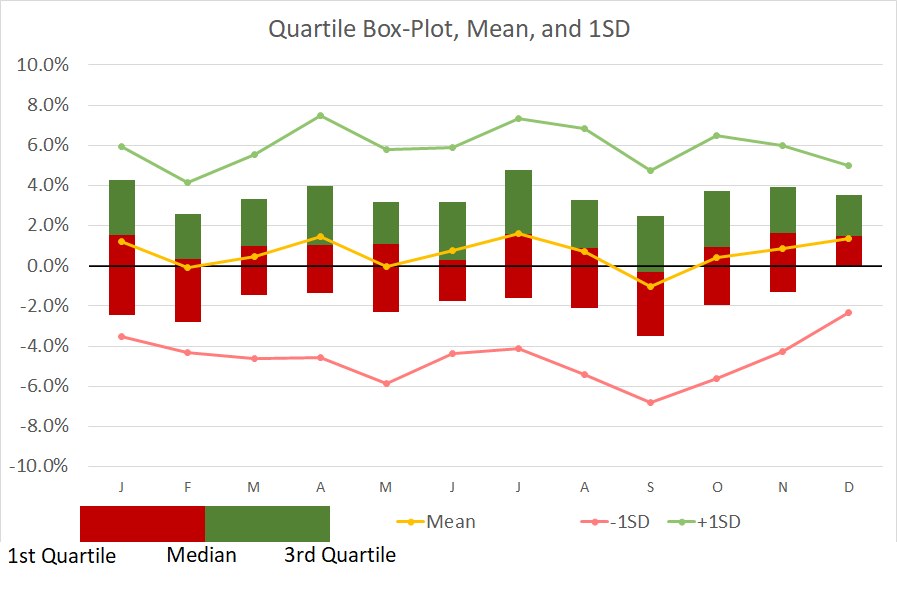 Quartile Box-Plot, Mean, and 1SD
10.0%
8.0%
6.0%
4.0%
2.0%
0.0%
-2.0%
-4.0%
-6.0%
-8.0%
-10.0%
J F M A M J J A S O N D
Mean -1SD +1SD
1st Quartile Median 3rd Quartile